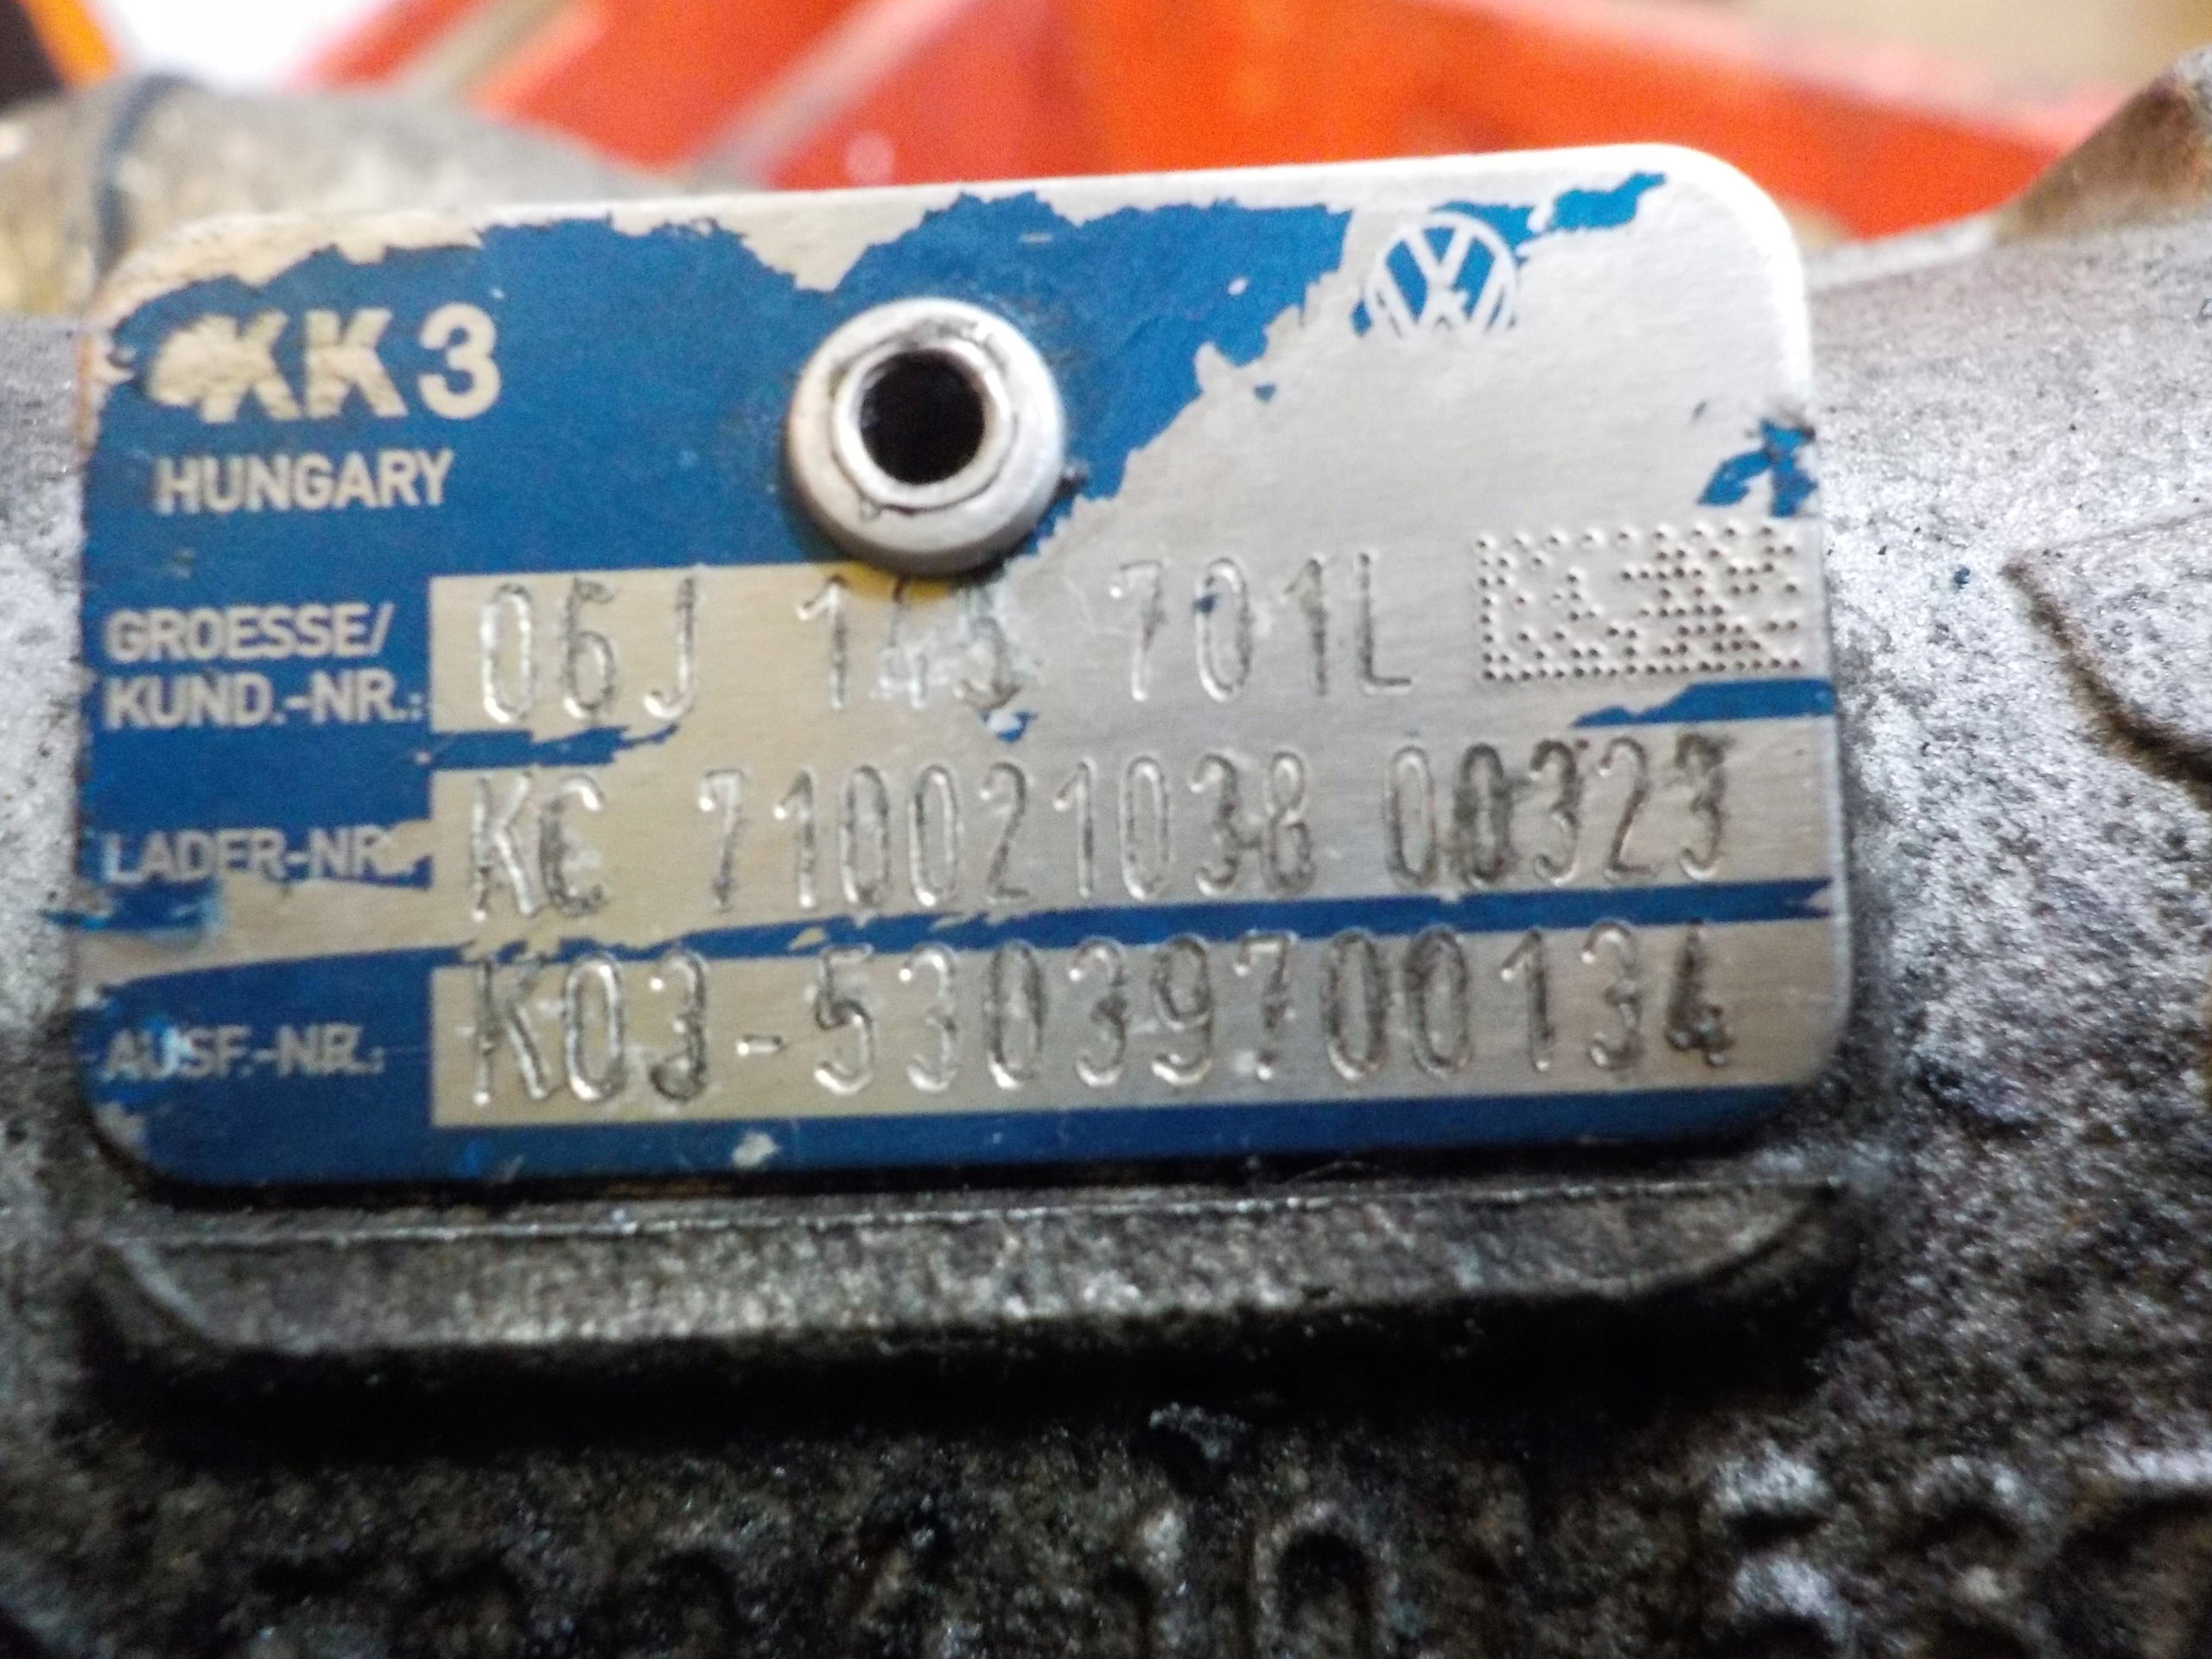 KK3
HUNGARY
GROESSE/
KUND.-NR.: 06J 145 701L
LADER-NR.: KC 710021038 00323
AUSF.-NR.: K03-53039700134